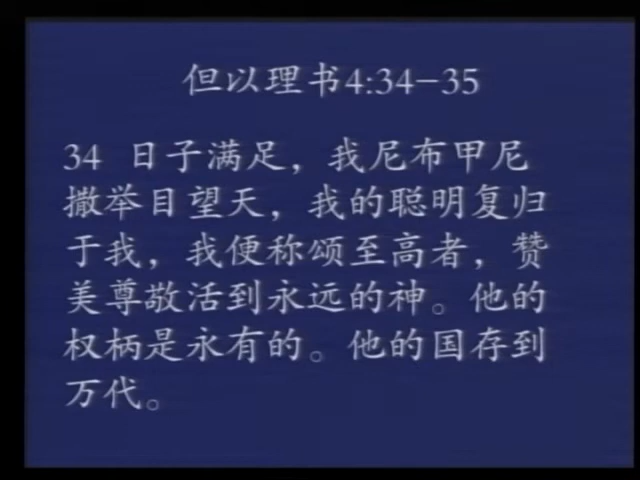 但以理书4:34-35
34 日子满足，我尼布甲尼
撒举目望天，我的聪明复归
于我，我便称颂至高者，赞
美尊敬活到永远的神。他的
权柄是永有的。他的国存到
万代。